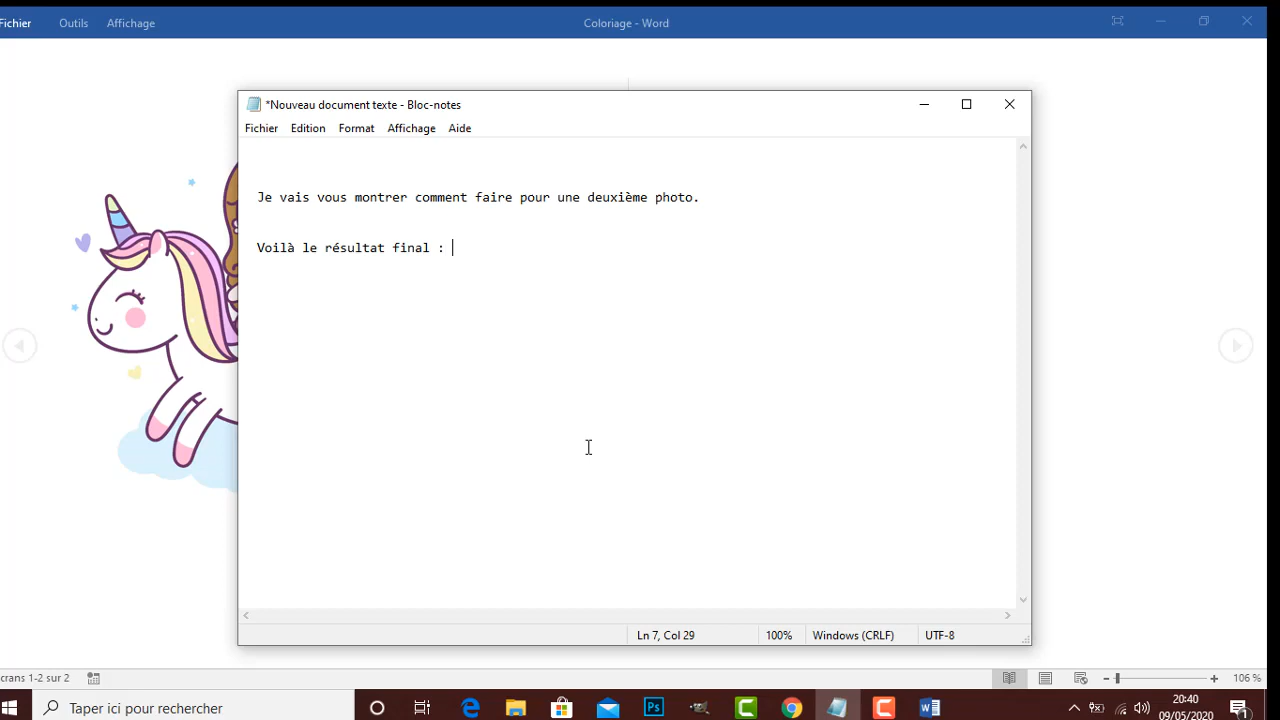 Fichier Outils Affichage Coloriage - Word
*Nouveau document texte - Bloc-notes
Fichier Edition Format Affichage Aide
Je vais vous montrer comment faire pour une deuxième photo.
Voilà le résultat final :
Ln 7, Col 29 100% Windows (CRLF) UTF-8
crans 1-2 sur 2 106 %
Taper ici pour rechercher
20:40
09/05/2020